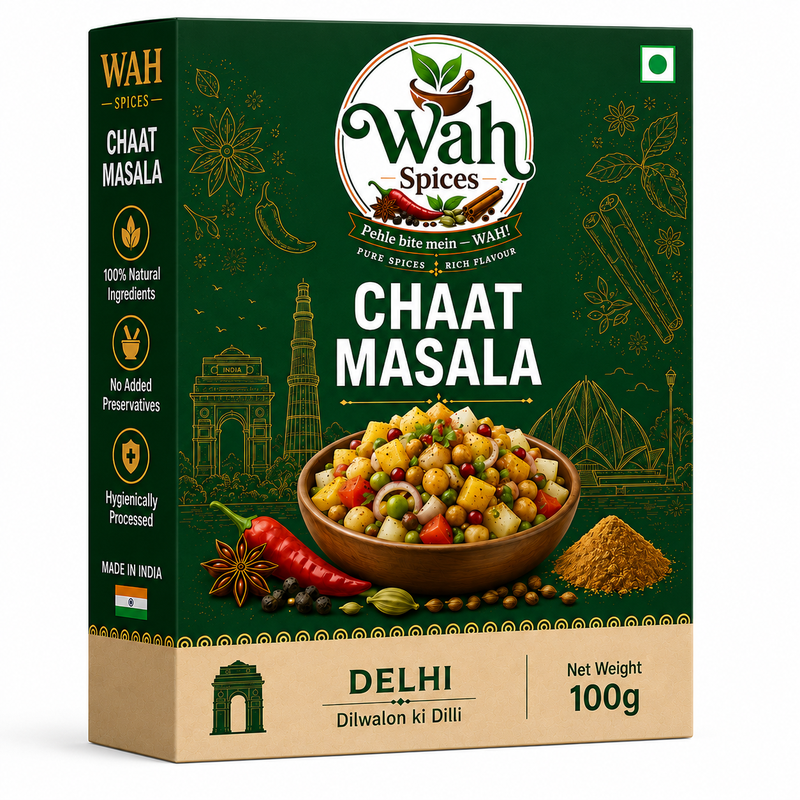 WAH
SPICES
CHAAT
MASALA
100% Natural
Ingredients
No Added
Preservatives
Hygienically
Processed
MADE IN INDIA
Wah
Spices
Pehle bite mein – WAH!
PURE SPICES RICH FLAVOUR
CHAAT
MASALA
INDIA
DELHI
Dilwalon ki Dilli
Net Weight
100g